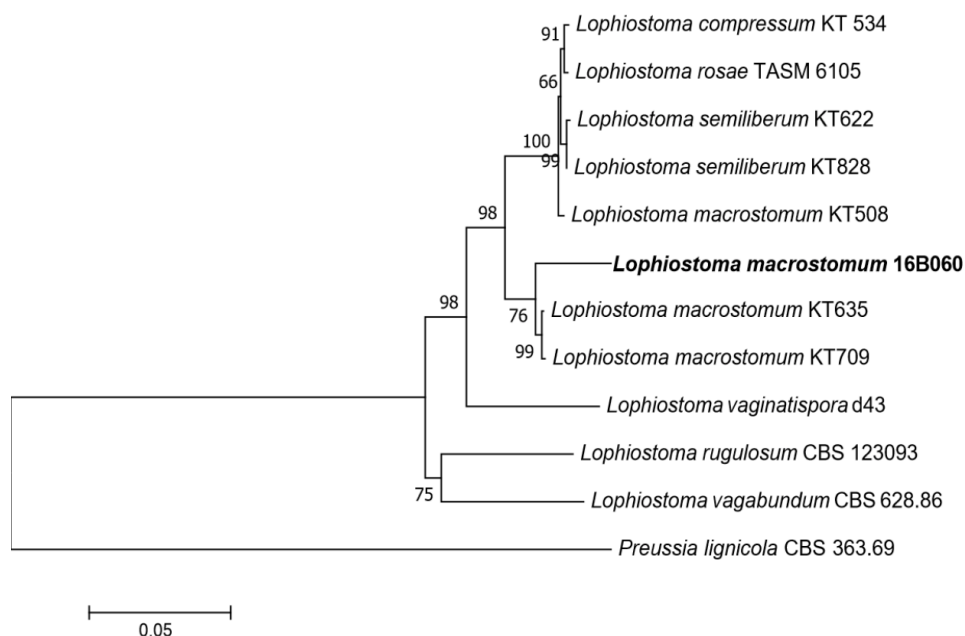 Lophiostoma compressum KT 534
91
Lophiostoma rosae TASM 6105
66
Lophiostoma semiliberum KT622
100
99
Lophiostoma semiliberum KT828
98
Lophiostoma macrostomum KT508
Lophiostoma macrostomum 16B060
98
76
Lophiostoma macrostomum KT635
99
Lophiostoma macrostomum KT709
Lophiostoma vaginatispora d43
Lophiostoma rugulosum CBS 123093
75
Lophiostoma vagabundum CBS 628.86
Preussia lignicola CBS 363.69
0.05